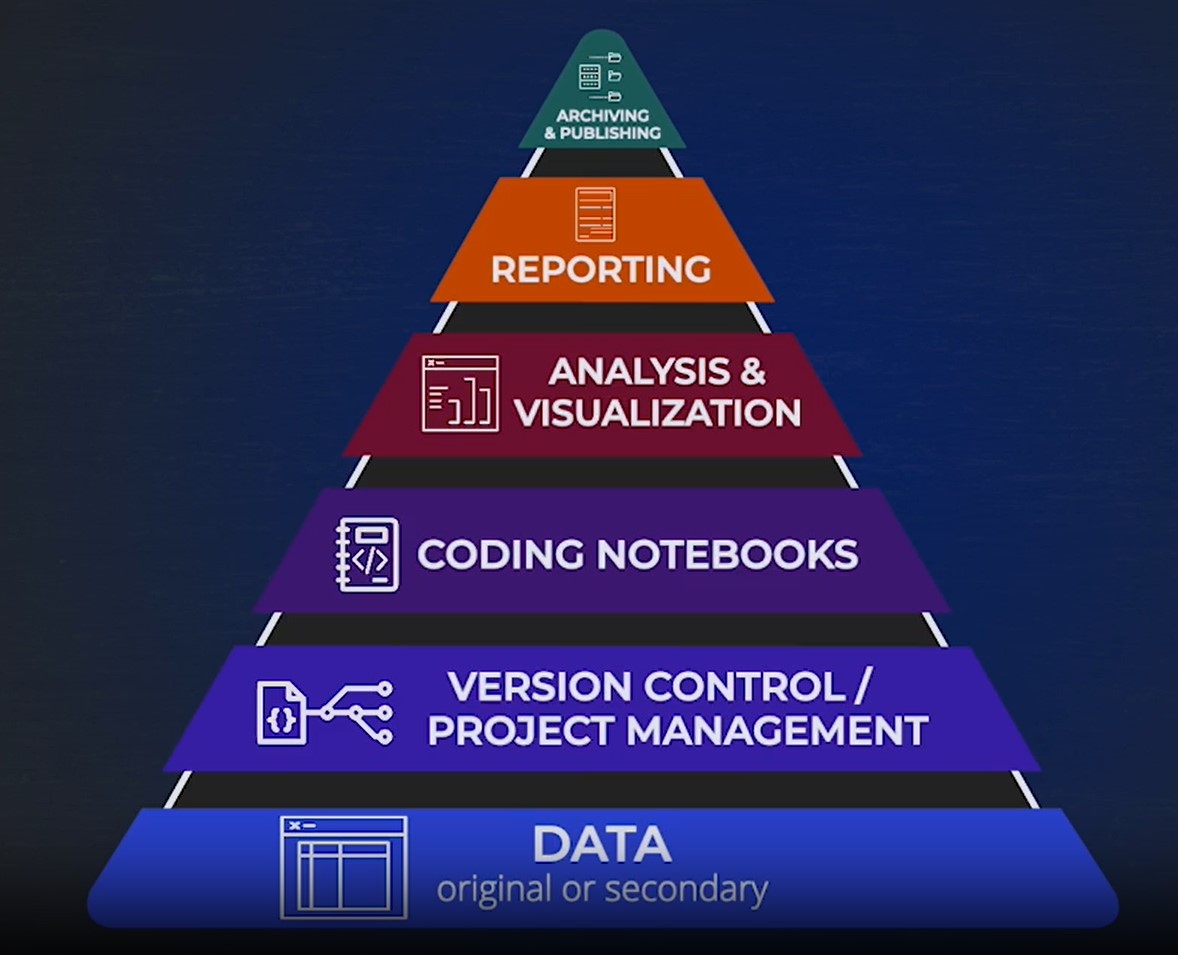 ARCHIVING
& PUBLISHING
REPORTING
ANALYSIS &
VISUALIZATION
CODING NOTEBOOKS
VERSION CONTROL /
PROJECT MANAGEMENT
DATA
original or secondary